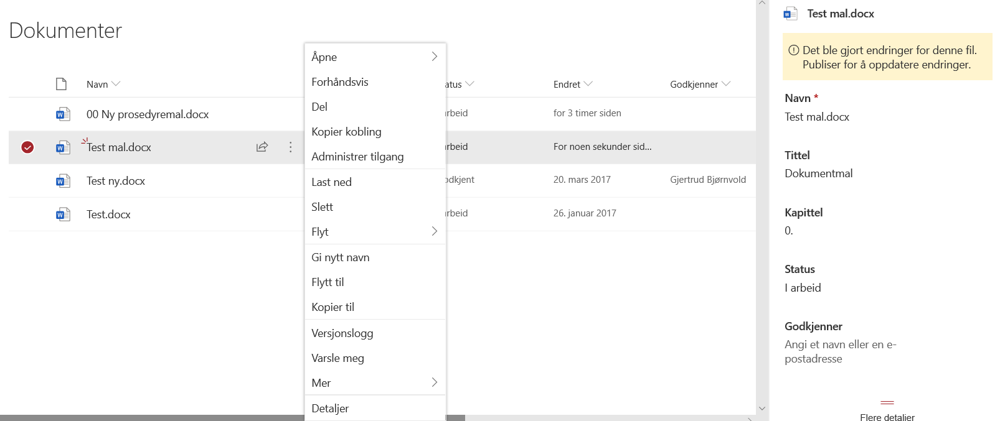 Dokumenter
Navn
atus
Endret
Godkjenner
00 Ny prosedyremal.docx
for 3 timer siden
Test mal.docx
For noen sekunder sid...
Test ny.docx
20. mars 2017
Gjertrud Bjørnvold
Test.docx
26. januar 2017
Åpne
Forhåndsvis
Del
Kopier kobling
Administrer tilgang
Last ned
Slett
Flyt
Gi nytt navn
Flytt til
Kopier til
Versjonslogg
Varsle meg
Mer
Detaljer
Test mal.docx
Det ble gjort endringer for denne fil.
Publiser for å oppdatere endringer.
Navn *
Test mal.docx
Tittel
Dokumentmal
Kapittel
0.
Status
I arbeid
Godkjenner
Angi et navn eller en e-
postadresse
Flere detaljer